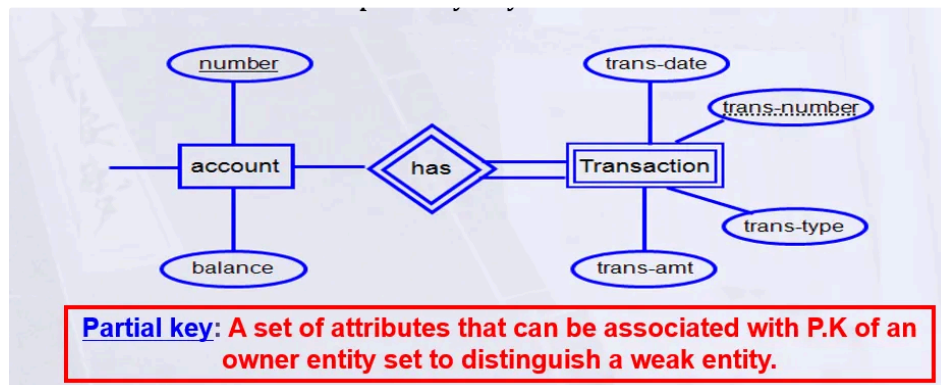 number
trans-date
trans-number
account
has
Transaction
trans-type
balance
trans-amt
Partial key: A set of attributes that can be associated with P.K of an
owner entity set to distinguish a weak entity.